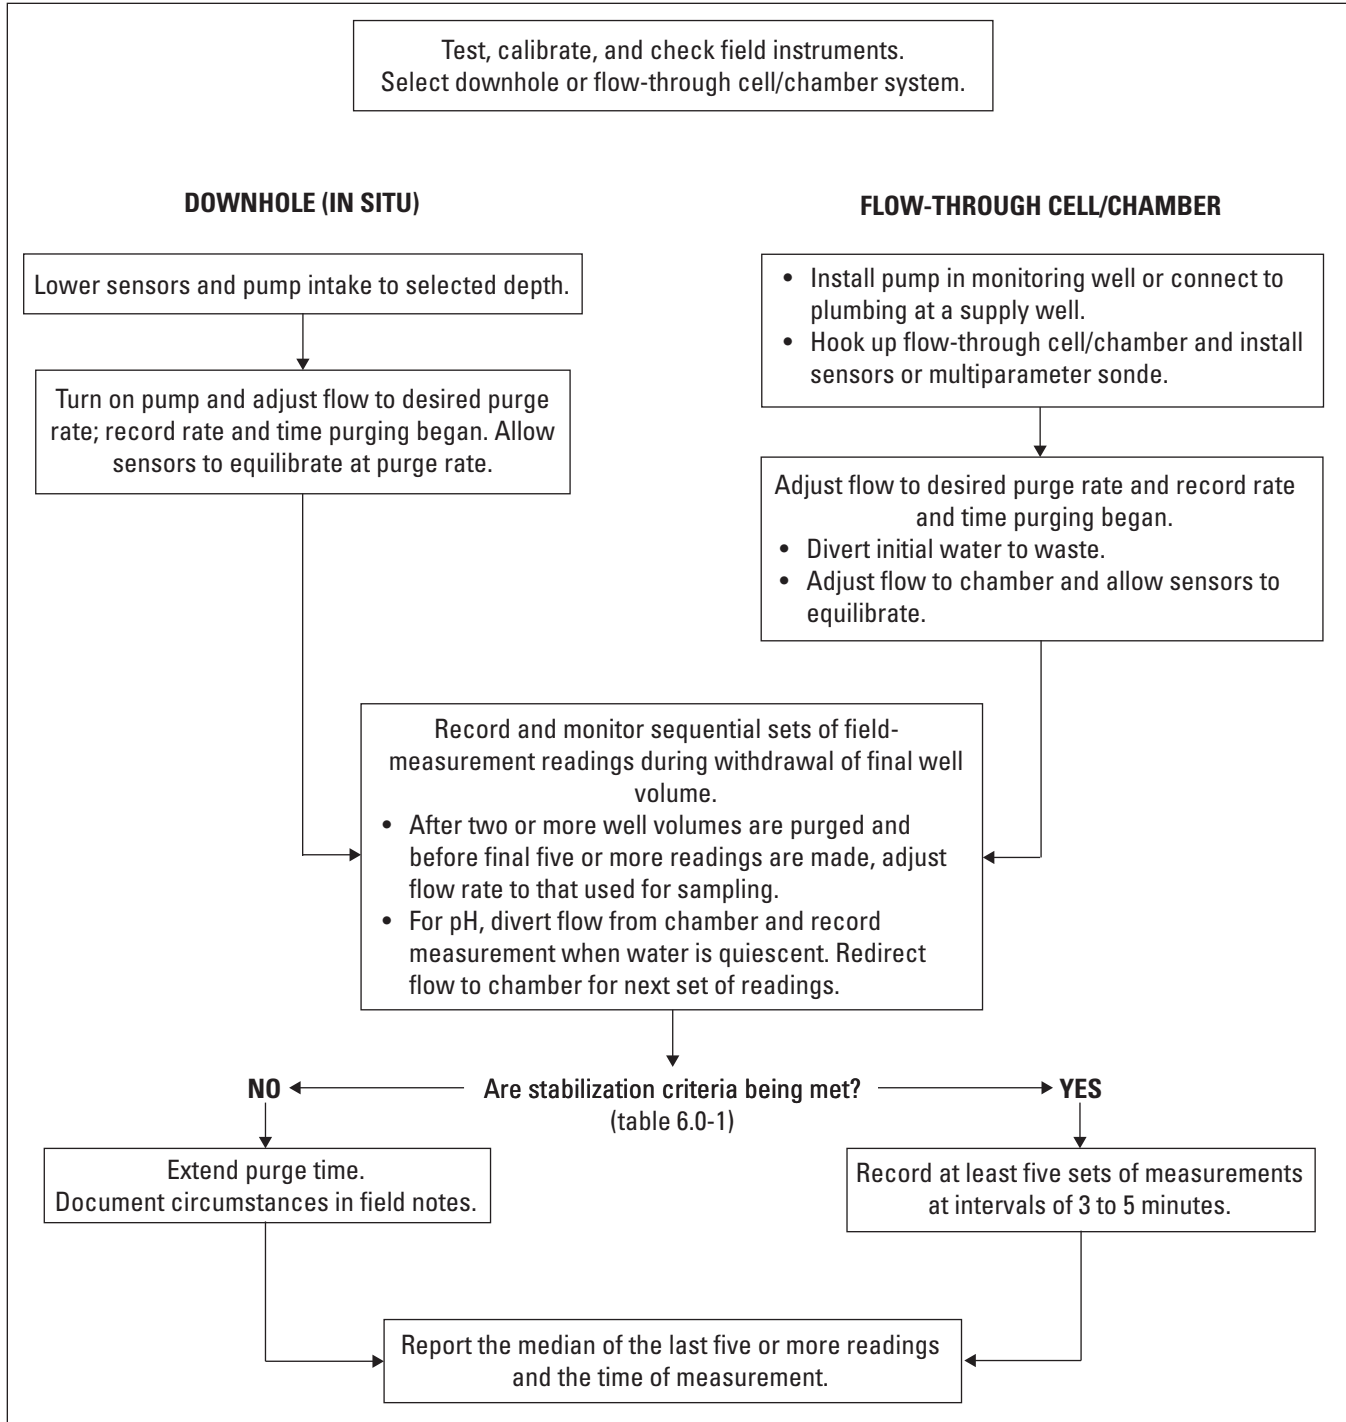 Test, calibrate, and check field instruments.
Select downhole or flow-through cell/chamber system.
DOWNHOLE (IN SITU)
Lower sensors and pump intake to selected depth.
Turn on pump and adjust flow to desired purge
rate; record rate and time purging began. Allow
sensors to equilibrate at purge rate.
FLOW-THROUGH CELL/CHAMBER
• Install pump in monitoring well or connect to
plumbing at a supply well.
• Hook up flow-through cell/chamber and install
sensors or multiparameter sonde.
Adjust flow to desired purge rate and record rate
and time purging began.
• Divert initial water to waste.
• Adjust flow to chamber and allow sensors to
equilibrate.
Record and monitor sequential sets of field-
measurement readings during withdrawal of final well
volume.
• After two or more well volumes are purged and
before final five or more readings are made, adjust
flow rate to that used for sampling.
• For pH, divert flow from chamber and record
measurement when water is quiescent. Redirect
flow to chamber for next set of readings.
NO
Are stabilization criteria being met?
(table 6.0-1)
YES
Extend purge time.
Document circumstances in field notes.
Record at least five sets of measurements
at intervals of 3 to 5 minutes.
Report the median of the last five or more readings
and the time of measurement.